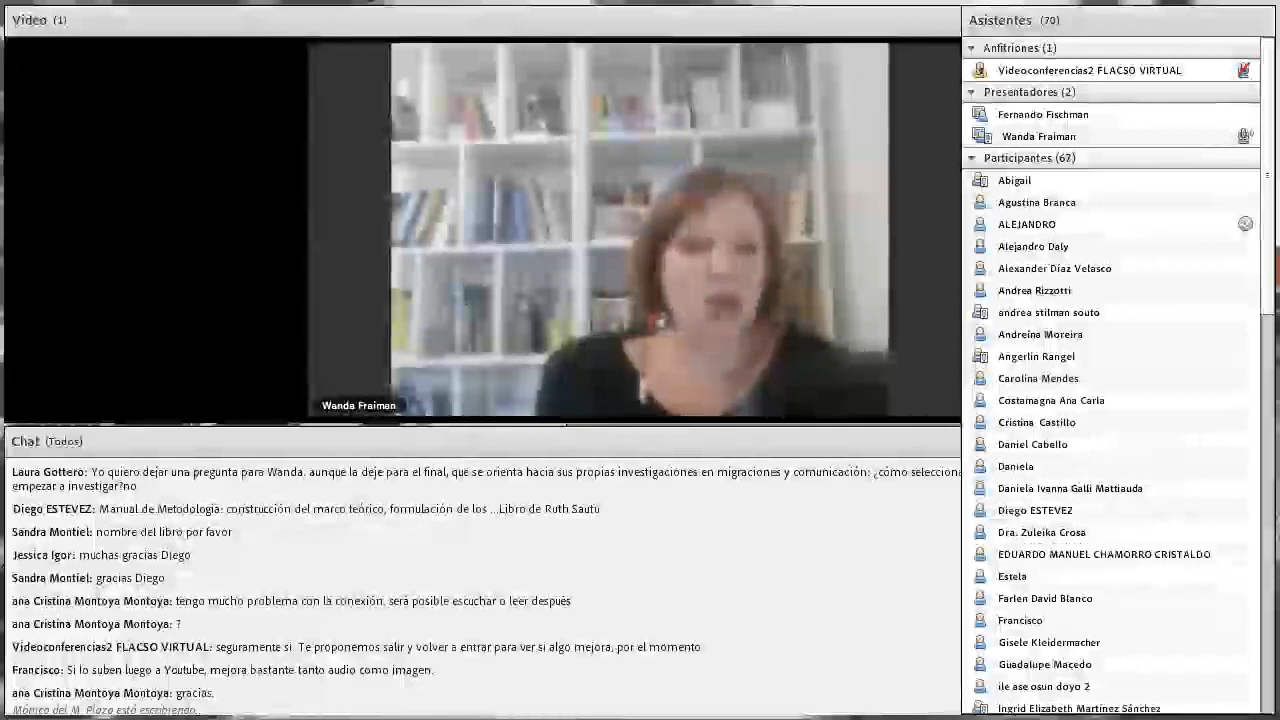 Video (1)
Wanda Fraiman
Chat (Todos)
Laura Gottero: Yo quiero dejar una pregunta para Wanda, aunque la deje para el final, que se orienta hacia sus propias investigaciones en migraciones y comunicación: ¿cómo selecciona
empezar a investigar?no
Diego ESTEVEZ: Manual de Metodología: construcción del marco teórico, formulación de los ...Libro de Ruth Sautu
Sandra Montiel: nombre del libro por favor
Jessica Igor: muchas gracias Diego
Sandra Montiel: gracias Diego
ana Cristina Montoya Montoya: tengo mucho problema con la conexión, será posible escuchar o leer después
ana Cristina Montoya Montoya: ?
Videoconferencias2 FLACSO VIRTUAL: seguramente si. Te proponemos salir y volver a entrar para ver si algo mejora, por el momento
Francisco: Si lo suben luego a Youtube, mejora bastante tanto audio como imagen.
ana Cristina Montoya Montoya: gracias.
Mónica del M. Plaza está escribiendo...
Asistentes (70)
Anfitriones (1)
Videoconferencias2 FLACSO VIRTUAL
Presentadores (2)
Fernando Fischman
Wanda Fraiman
Participantes (67)
Abigail
Agustina Branca
ALEJANDRO
Alejandro Daly
Alexander Díaz Velasco
Andrea Rizzotti
andrea stilman souto
Andreína Moreira
Angerlin Rangel
Carolina Mendes
Costamagna Ana Carla
Cristina Castillo
Daniel Cabello
Daniela
Daniela Ivanna Galli Mattiauda
Diego ESTEVEZ
Dra. Zuleika Crosa
EDUARDO MANUEL CHAMORRO CRISTALDO
Estela
Farlen David Blanco
Francisco
Gisele Kleidermacher
Guadalupe Macedo
ile ase osun doyo 2
Ingrid Elizabeth Martínez Sánchez